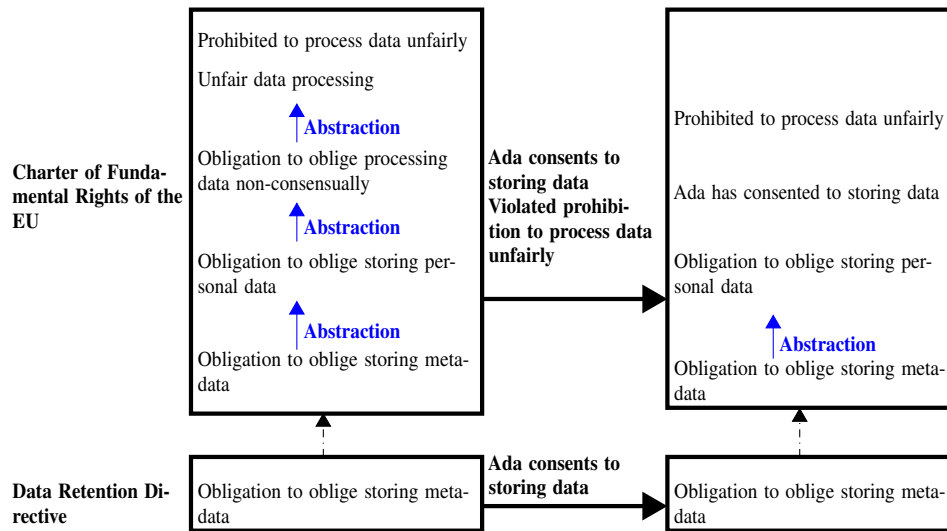 Prohibited to process data unfairly
Unfair data processing
Abstraction
Obligation to oblige processing
data non-consensually
Abstraction
Obligation to oblige storing per-
sonal data
Abstraction
Obligation to oblige storing meta-
data
Charter of Funda-
mental Rights of the
EU
Ada consents to
storing data
Violated prohibi-
tion to process data
unfairly
Prohibited to process data unfairly
Ada has consented to storing data
Obligation to oblige storing per-
sonal data
Abstraction
Obligation to oblige storing meta-
data
Data Retention Di-
rective
Obligation to oblige storing meta-
data
Ada consents to
storing data
Obligation to oblige storing meta-
data